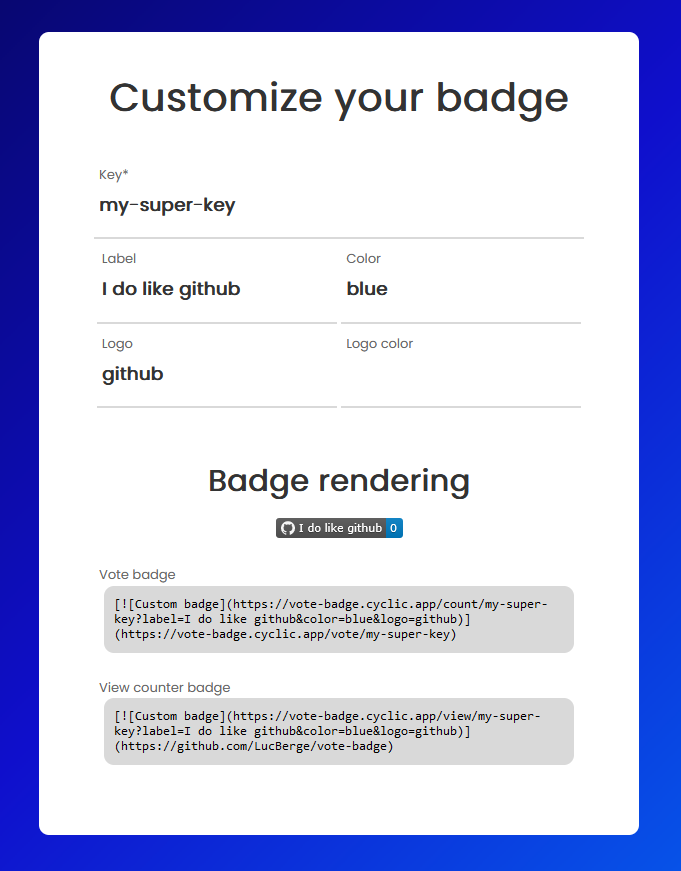 Customize your badge
Key*
my-super-key
Label
Color
I do like github
blue
Logo
Logo color
github
Badge rendering
I do like github 0
Vote badge
[![Custom badge](https://vote-badge.cyclic.app/count/my-super-
key?label=I do like github&color=blue&logo=github)]
(https://vote-badge.cyclic.app/vote/my-super-key)
View counter badge
[![Custom badge](https://vote-badge.cyclic.app/view/my-super-
key?label=I do like github&color=blue&logo=github)]
(https://github.com/LucBerge/vote-badge)